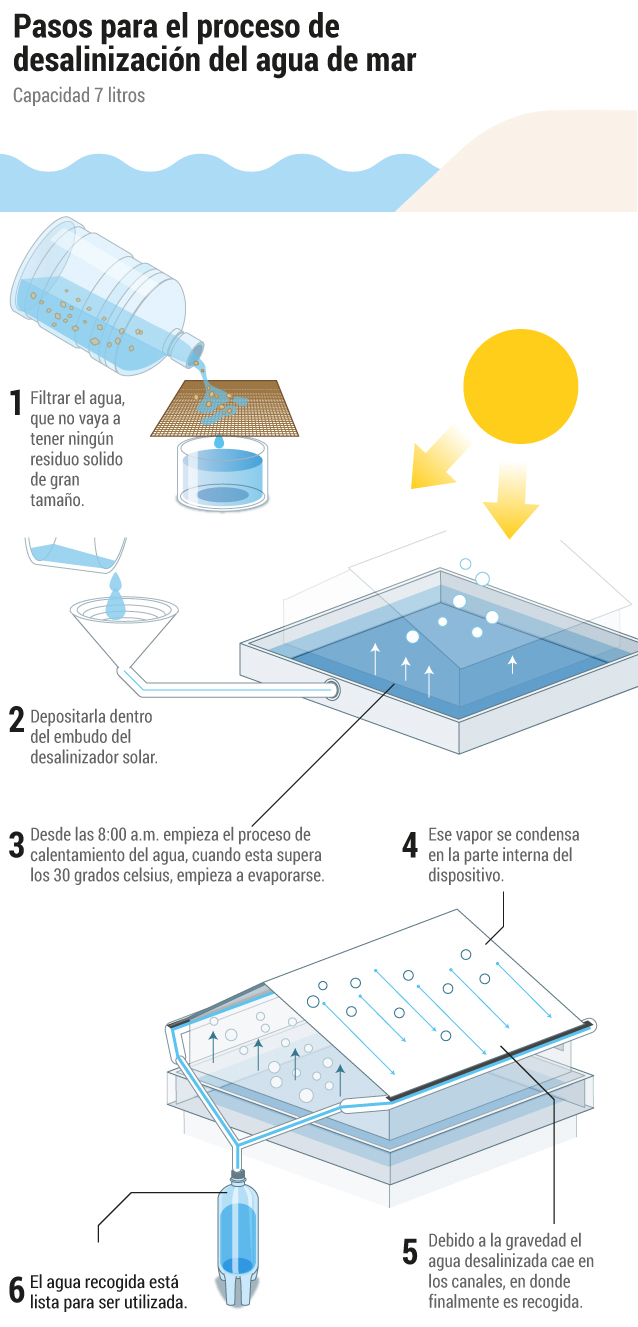 Pasos para el proceso de
desalinización del agua de mar
Capacidad 7 litros
1
Filtrar el agua,
que no vaya a
tener ningún
residuo solido
de gran
tamaño.
2
Depositarla dentro
del embudo del
desalinizador solar.
3
Desde las 8:00 a.m. empieza el proceso de
calentamiento del agua, cuando esta supera
los 30 grados celsius, empieza a evaporarse.
4
Ese vapor se condensa
en la parte interna del
dispositivo.
5
Debido a la gravedad el
agua desalinizada cae en
los canales, en donde
finalmente es recogida.
6
El agua recogida está
lista para ser utilizada.